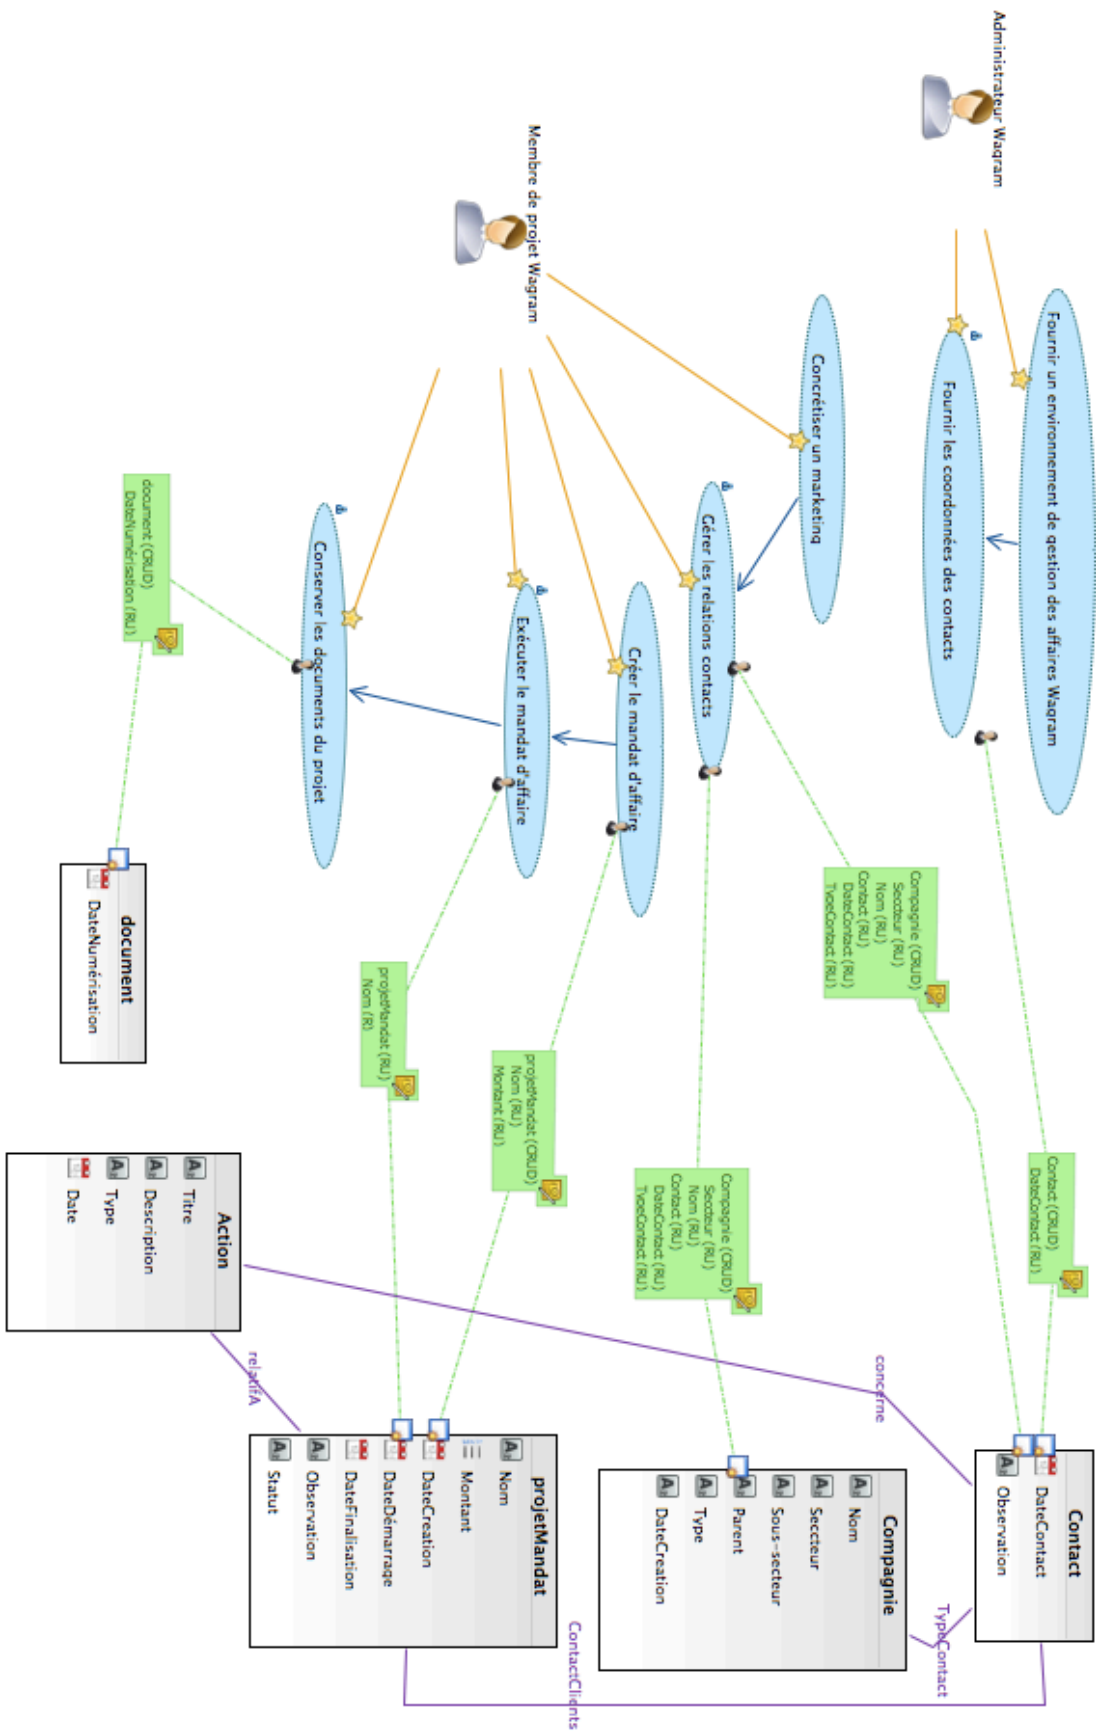 Administrateur Wagram
Fournir un environnement de gestion des affaires Wagram
Fournir les coordonnées des contacts
Contact (CRUD)
DateContact (RU)
Contact
DateContact
Observation
Membre de projet Wagram
Concrétiser un marketing
Gérer les relations contacts
Compagnie (CRUD)
Seccteur (RU)
Nom (RU)
Contact (RU)
DateContact (RU)
TypeContact (RU)
Compagnie (CRUD)
Seccteur (RU)
Nom (RU)
Contact (RU)
DateContact (RU)
TypeContact (RU)
concerne
TypeContact
Compagnie
Nom
Seccteur
Sous-secteur
Parent
Type
DateCreation
Créer le mandat d'affaire
Exécuter le mandat d'affaire
projetMandat (CRUD)
Nom (RU)
Montant (RU)
projetMandat (RU)
Nom (R)
ContactClients
projetMandat
Nom
Montant
DateCreation
DateDémarrage
DateFinalisation
Observation
Statut
Conserver les documents du projet
document (CRUD)
DateNumérisation (RU)
document
DateNumérisation
relatifA
Action
Titre
Description
Type
Date